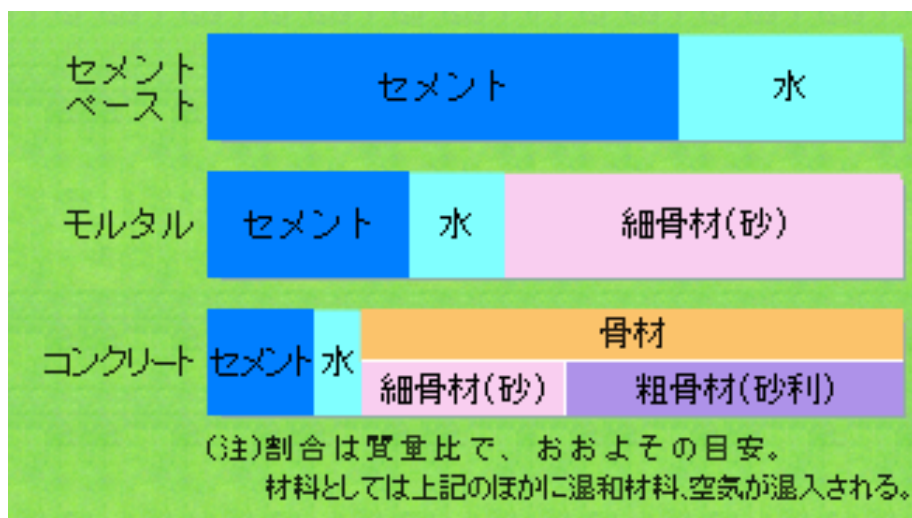 セメント
ペースト
セメント 水
モルタル セメント 水 細骨材(砂)
骨材
コンクリート セメント 水
細骨材(砂) 粗骨材(砂利)
(注)割合は質量比で、おおよその目安。
材料としては上記のほかに混和材料、空気が混入される。